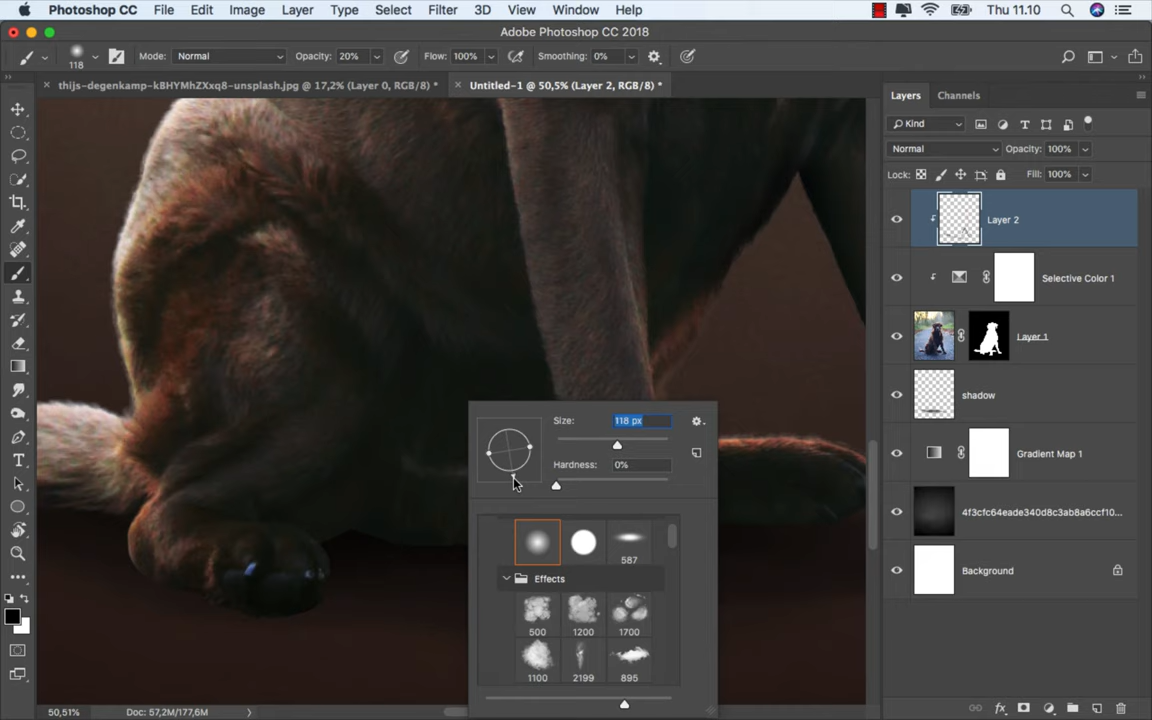 Photoshop CC File Edit Image Layer Type Select Filter 3D View Window Help Thu 11.10
Adobe Photoshop CC 2018
118 Mode: Normal Opacity: 20% Flow: 100% Smoothing: 0%
thijs-degenkamp-kBHYMhZXxq8-unsplash.jpg @ 17,2% (Layer 0, RGB/8) *
Untitled-1 @ 50,5% (Layer 2, RGB/8) *
Layers Channels
Kind
Normal Opacity: 100%
Lock: Fill: 100%
Layer 2
Selective Color 1
Layer 1
shadow
Gradient Map 1
4f3cfc64eade340d8c3ab8a6ccf10...
Background
Size: 118 px
Hardness: 0%
587
Effects
500 1200 1700
1100 2199 895
50,51% Doc: 57,2M/177,6M